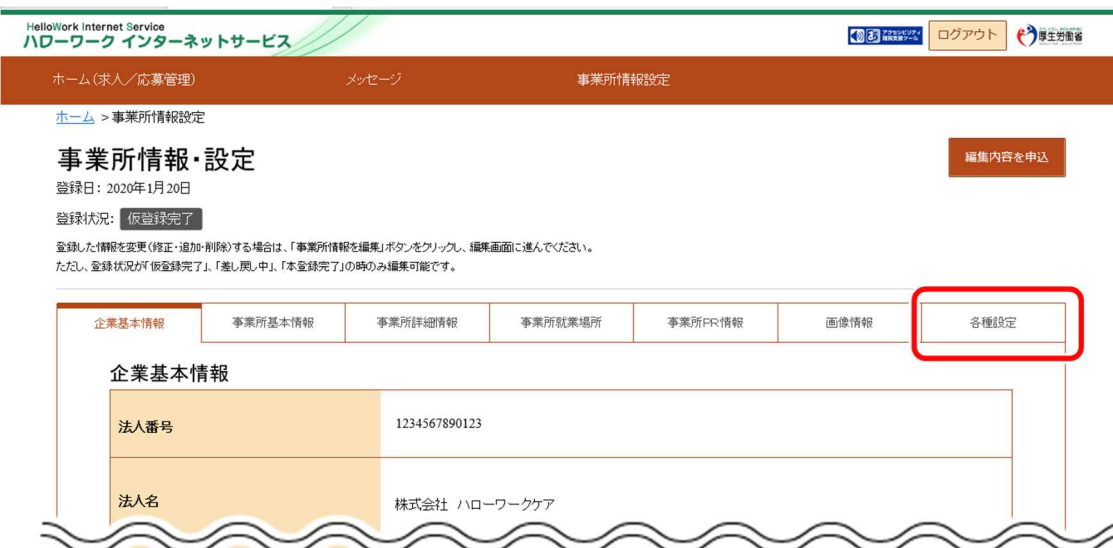 HelloWork Internet Service
ハローワーク インターネットサービス
ログアウト
厚生労働省
ホーム(求人／応募管理)
メッセージ
事業所情報設定
ホーム >事業所情報設定
事業所情報・設定
編集内容を申込
登録日: 2020年1月20日
登録状況: 仮登録完了
登録した情報を変更(修正・追加・削除)する場合は、「事業所情報を編集」ボタンをクリックし、編集画面に進んでください。
ただし、登録状況が「仮登録完了」、「差し戻し中」、「本登録完了」の時のみ編集可能です。
企業基本情報
事業所基本情報
事業所詳細情報
事業所就業場所
事業所PR情報
画像情報
各種設定
企業基本情報
法人番号
1234567890123
法人名
株式会社 ハローワークケア